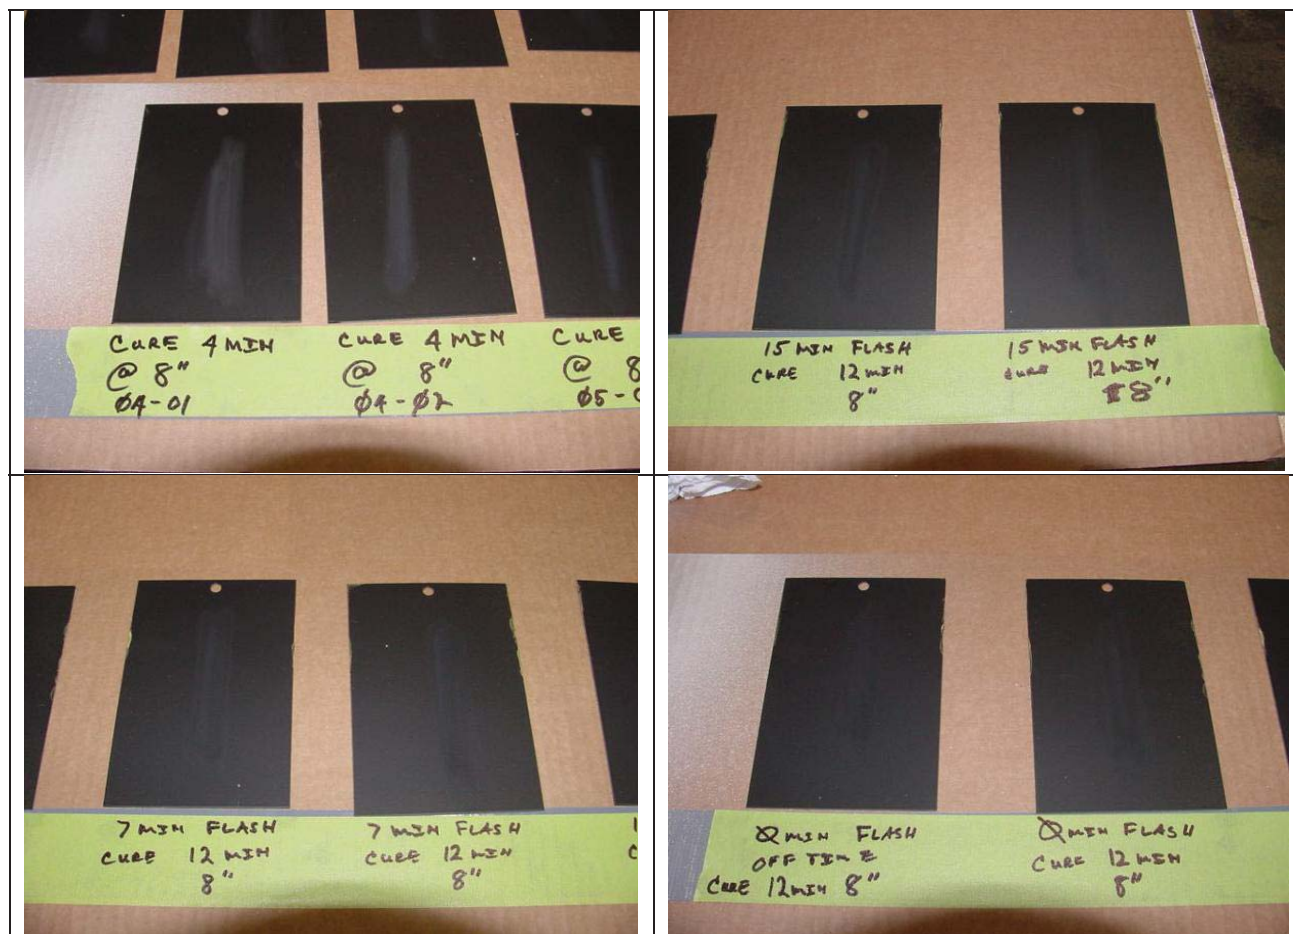 CURE 4 MIN
@ 8"
Ø4-01
CURE 4 MIN
@ 8"
Ø4-Ø2
CURE
@ 8
Ø5-
15 MIN FLASH
CURE 12 MIN
8"
15 MIN FLASH
CURE 12 MIN
8"
7 MIN FLASH
CURE 12 MIN
8"
7 MIN FLASH
CURE 12 MIN
8"
Ø MIN FLASH
OFF TIME
CURE 12 MIN 8"
Ø MIN FLASH
CURE 12 MIN
8"